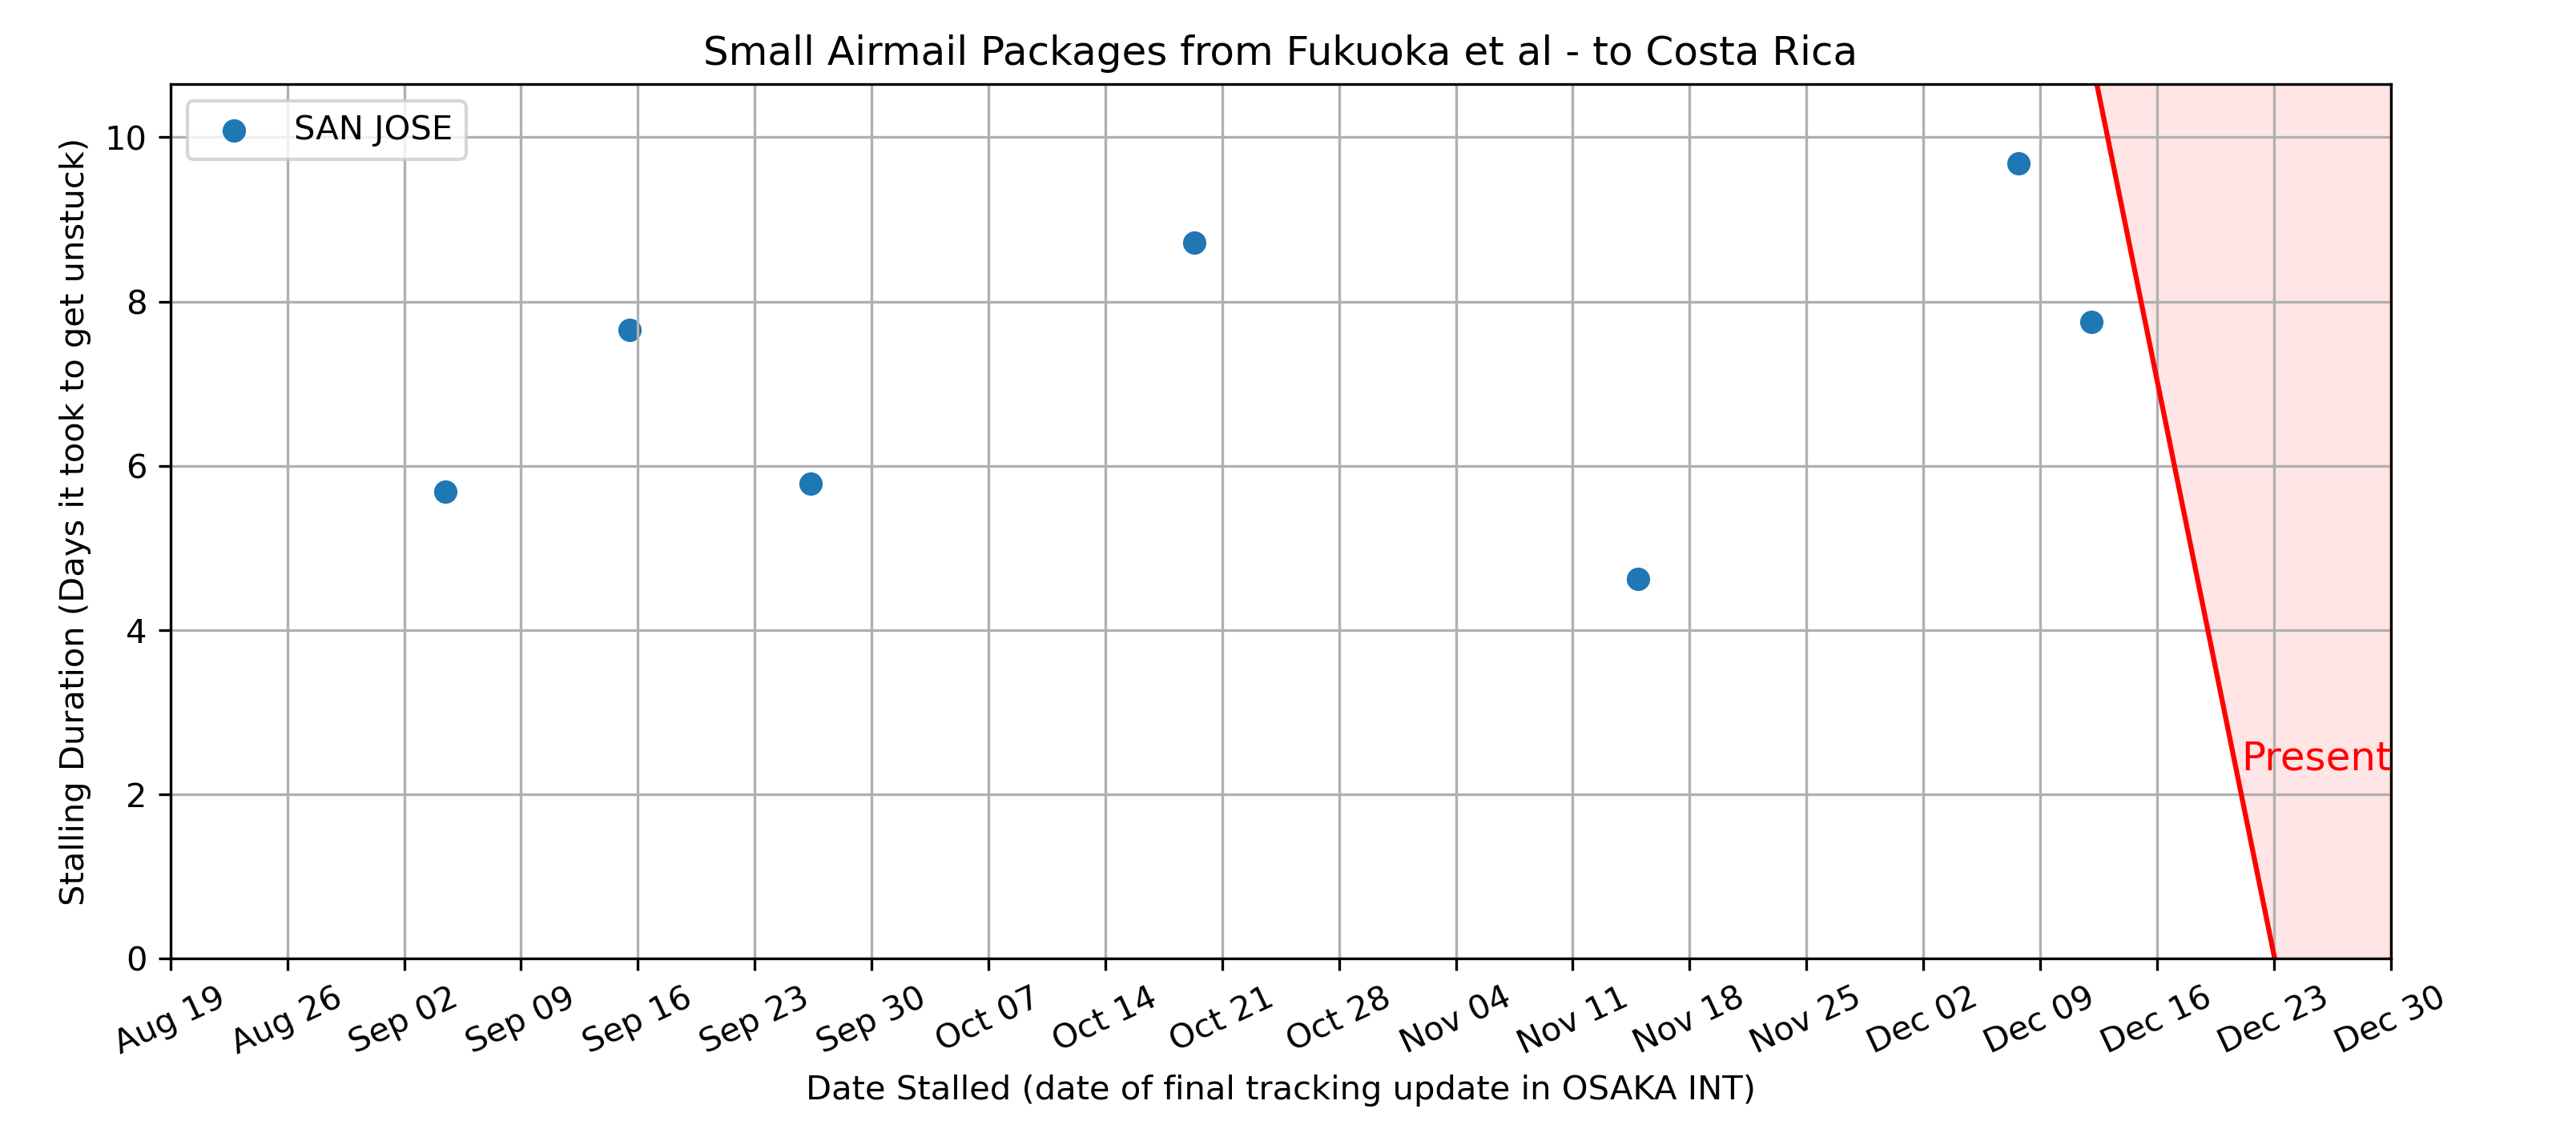 Small Airmail Packages from Fukuoka et al - to Costa Rica
SAN JOSE
Stalling Duration (Days it took to get unstuck)
10
8
6
4
2
0
Present
Aug 19
Aug 26
Sep 02
Sep 09
Sep 16
Sep 23
Sep 30
Oct 07
Oct 14
Oct 21
Oct 28
Nov 04
Nov 11
Nov 18
Nov 25
Dec 02
Dec 09
Dec 16
Dec 23
Dec 30
Date Stalled (date of final tracking update in OSAKA INT)